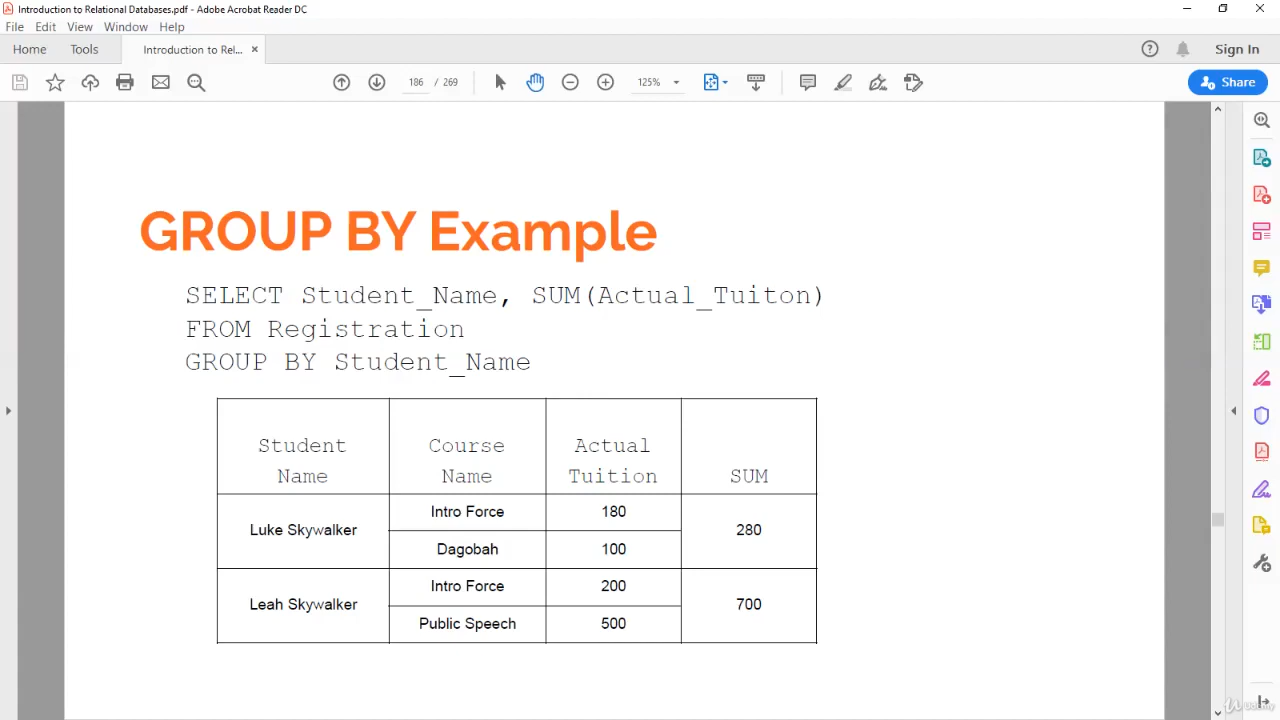 Introduction to Relational Databases.pdf - Adobe Acrobat Reader DC
File Edit View Window Help
Home Tools Introduction to Rel... × Sign In
186 / 269 125% Share
GROUP BY Example
SELECT Student_Name, SUM(Actual_Tuiton)
FROM Registration
GROUP BY Student_Name
Student Name Course Name Actual Tuition SUM
Luke Skywalker Intro Force 180 280
Dagobah 100
Leah Skywalker Intro Force 200 700
Public Speech 500
Udemy